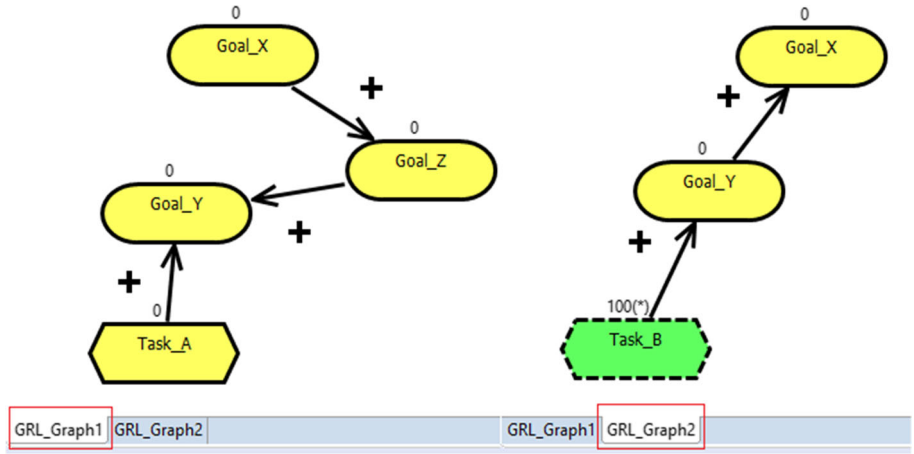 0
Goal_X
+
0
Goal_Z
0
Goal_Y
+
+
0
Task_A
GRL_Graph1 GRL_Graph2
0
Goal_X
+
0
Goal_Y
+
100(*)
Task_B
GRL_Graph1 GRL_Graph2